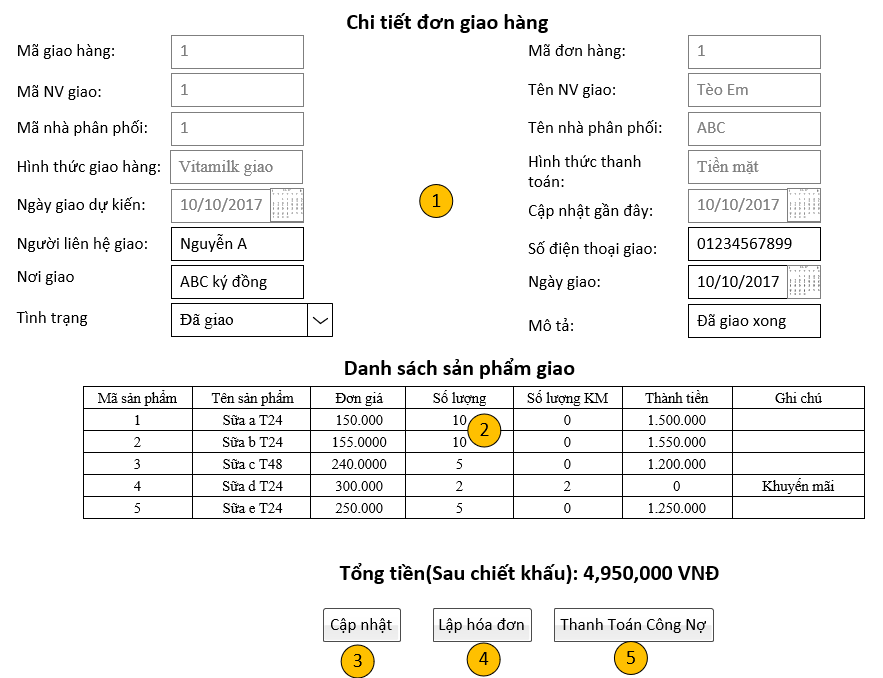 Chi tiết đơn giao hàng
Mã giao hàng: 1 Mã đơn hàng: 1
Mã NV giao: 1 Tên NV giao: Tèo Em
Mã nhà phân phối: 1 Tên nhà phân phối: ABC
Hình thức giao hàng: Vitamilk giao Hình thức thanh toán: Tiền mặt
Ngày giao dự kiến: 10/10/2017 1 Cập nhật gần đây: 10/10/2017
Người liên hệ giao: Nguyễn A Số điện thoại giao: 01234567899
Nơi giao ABC ký đồng Ngày giao: 10/10/2017
Tình trạng Đã giao Mô tả: Đã giao xong
Danh sách sản phẩm giao
Mã sản phẩm Tên sản phẩm Đơn giá Số lượng Số lượng KM Thành tiền Ghi chú
1 Sữa a T24 150.000 10 0 1.500.000
2
2 Sữa b T24 155.0000 10 0 1.550.000
3 Sữa c T48 240.0000 5 0 1.200.000
4 Sữa d T24 300.000 2 2 0 Khuyến mãi
5 Sữa e T24 250.000 5 0 1.250.000
Tổng tiền(Sau chiết khấu): 4,950,000 VNĐ
Cập nhật Lập hóa đơn Thanh Toán Công Nợ
3 4 5